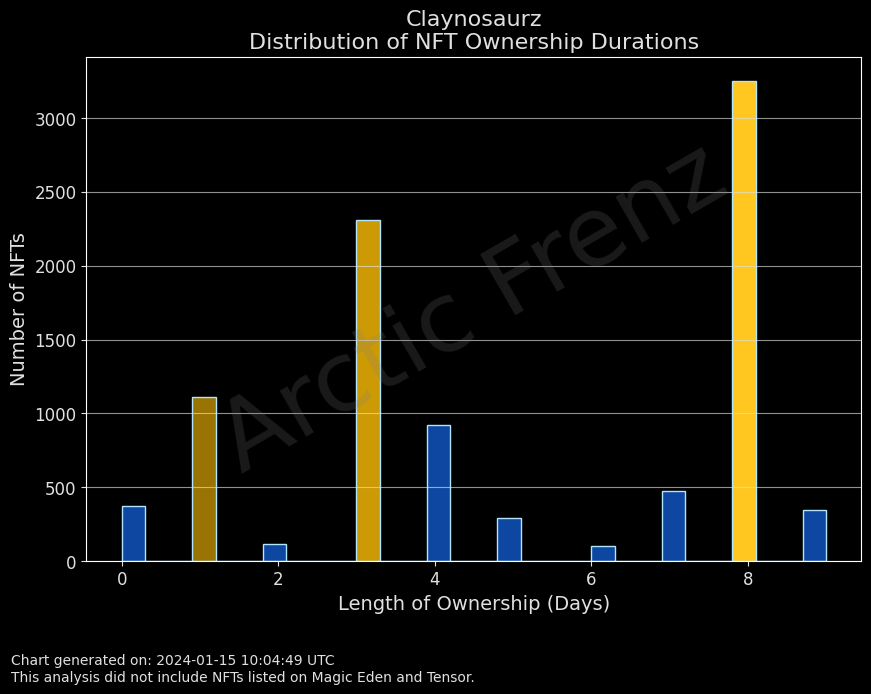 Claynosaurz
Distribution of NFT Ownership Durations
Number of NFTs
3000
2500
2000
1500
1000
500
0
0 2 4 6 8
Length of Ownership (Days)
Arctic Frenz
Chart generated on: 2024-01-15 10:04:49 UTC
This analysis did not include NFTs listed on Magic Eden and Tensor.